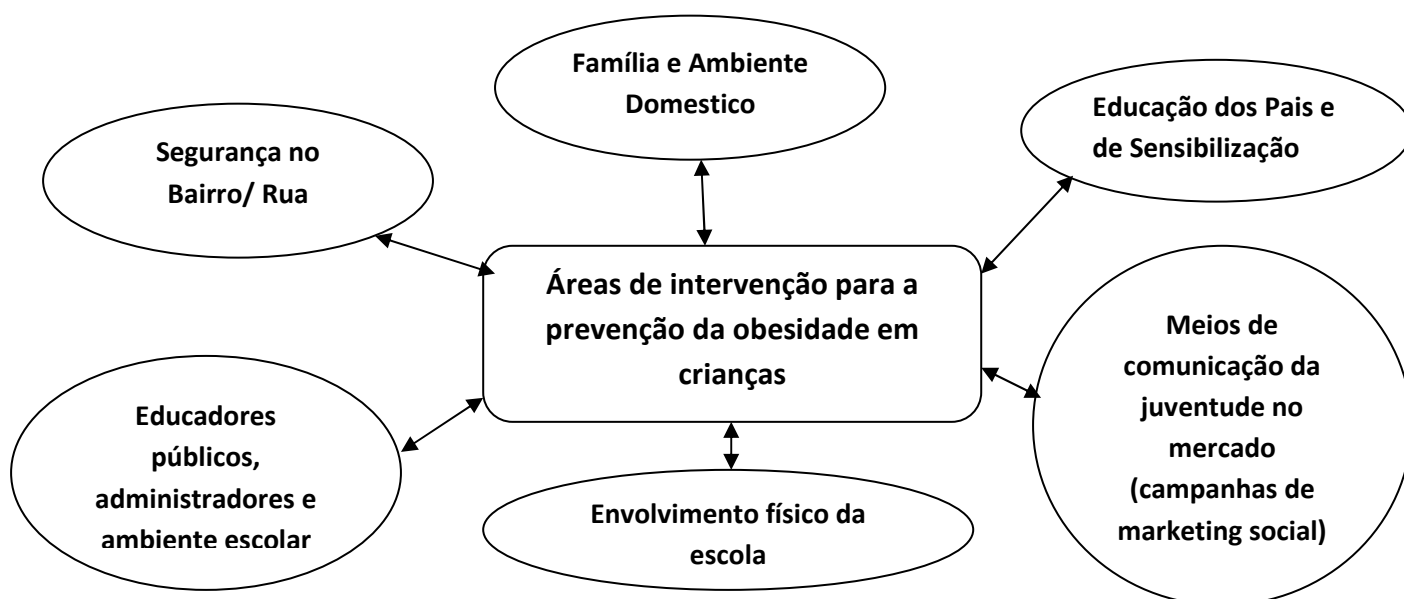 Família e Ambiente
Domestico
Educação dos Pais e
de Sensibilização
Segurança no
Bairro/ Rua
Áreas de intervenção para a
prevenção da obesidade em
crianças
Meios de
comunicação da
juventude no
mercado
(campanhas de
marketing social)
Educadores
públicos,
administradores e
ambiente escolar
Envolvimento físico da
escola